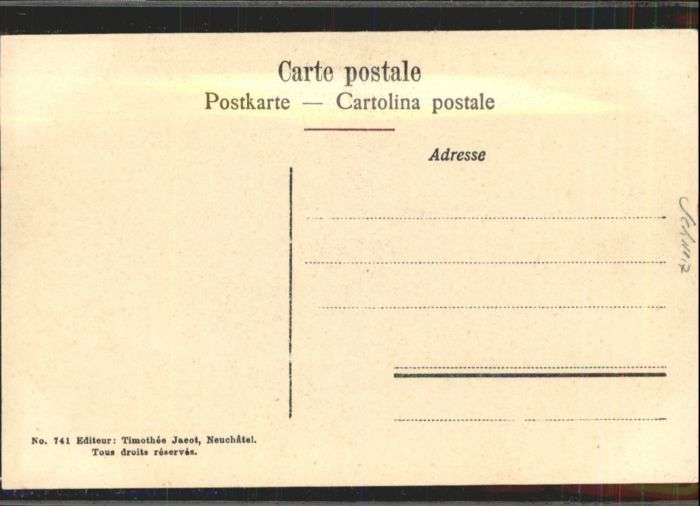 Carte postale
Postkarte — Cartolina postale
Adresse
No. 741 Editeur: Timothée Jacot, Neuchâtel.
Tous droits réservés.